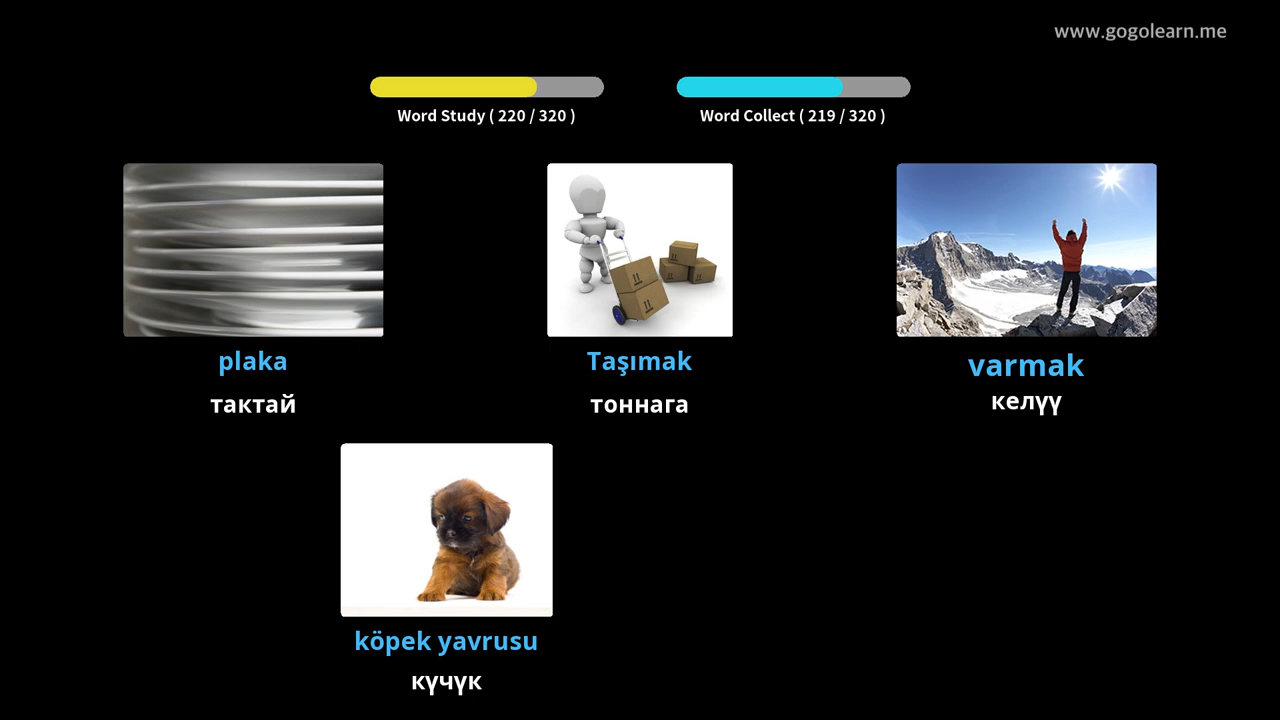 www.gogolearn.me
Word Study ( 220 / 320 )
Word Collect ( 219 / 320 )
plaka
тактай
Taşımak
тоннага
varmak
келүү
köpek yavrusu
күчүк